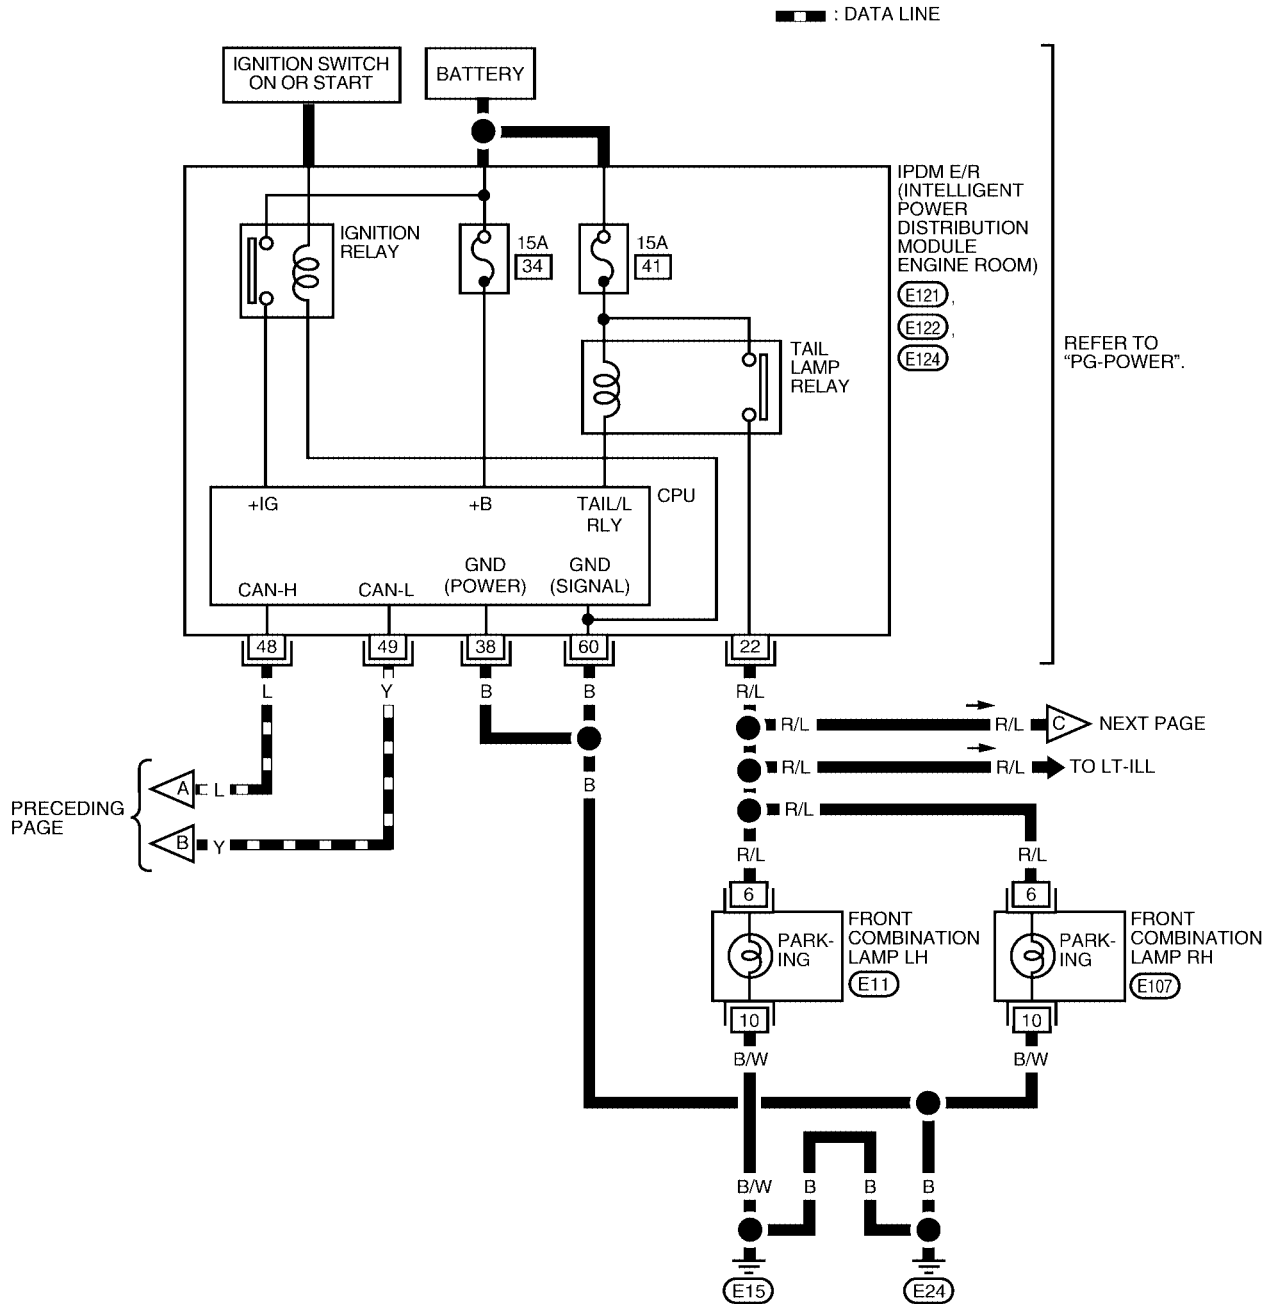 : DATA LINE
IGNITION SWITCH
ON OR START
BATTERY
IPDM E/R
(INTELLIGENT
POWER
DISTRIBUTION
MODULE
ENGINE ROOM)
E121 ,
E122 ,
E124
IGNITION
RELAY
15A
34
15A
41
REFER TO
“PG-POWER”.
TAIL
LAMP
RELAY
CPU
+IG
+B
TAIL/L
RLY
CAN-H
CAN-L
GND
(POWER)
GND
(SIGNAL)
48
49
38
60
22
L
Y
B
B
R/L
R/L
R/L
C
NEXT PAGE
R/L
R/L
TO LT-ILL
PRECEDING
PAGE
A
L
B
Y
B
R/L
R/L
R/L
6
6
PARK-
ING
FRONT
COMBINATION
LAMP LH
E11
PARK-
ING
FRONT
COMBINATION
LAMP RH
E107
10
10
B/W
B/W
B/W
B
B
B
E15
E24